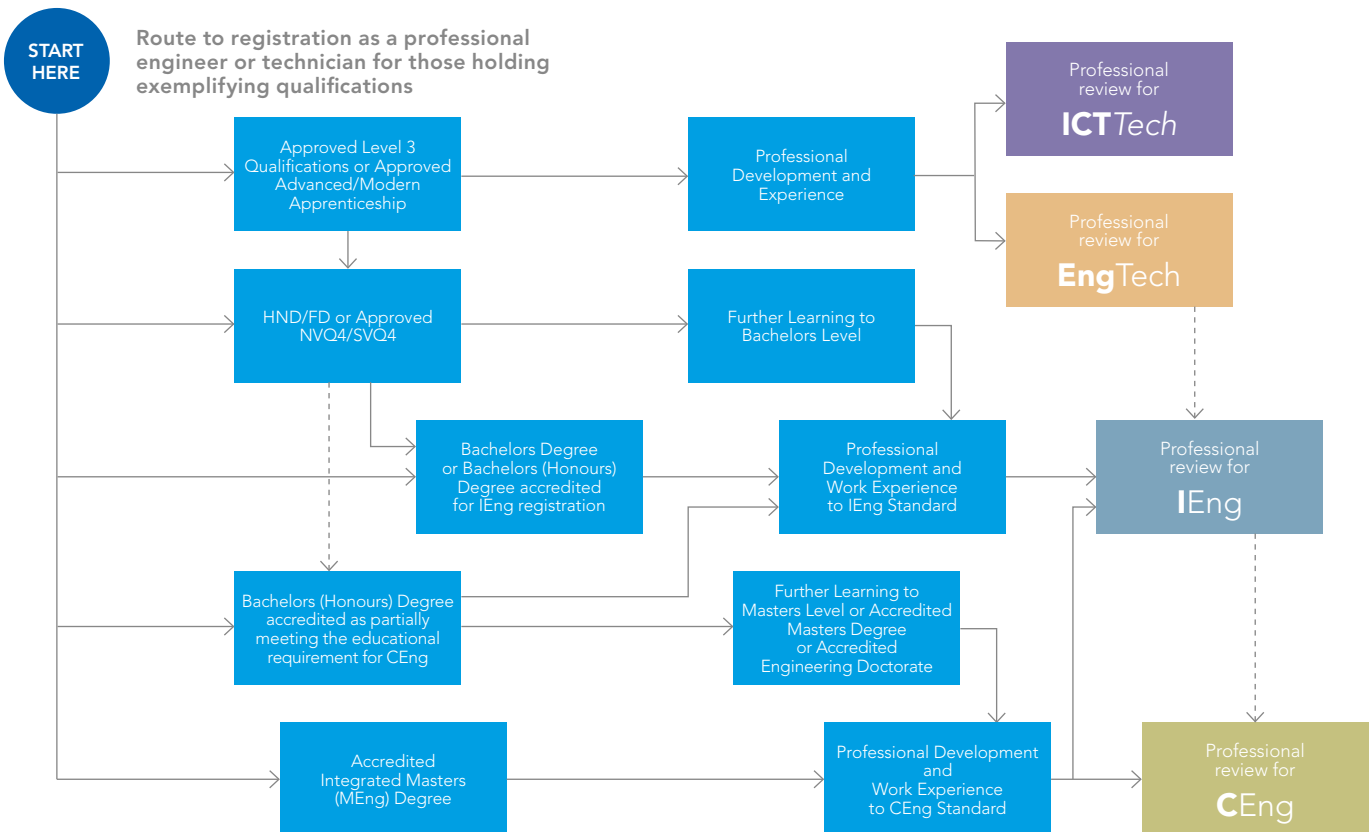 START
HERE
Route to registration as a professional
engineer or technician for those holding
exemplifying qualifications
Professional
review for
ICTTech
Approved Level 3
Qualifications or Approved
Advanced/Modern
Apprenticeship
Professional
Development and
Experience
Professional
review for
EngTech
HND/FD or Approved
NVQ4/SVQ4
Further Learning to
Bachelors Level
Bachelors Degree
or Bachelors (Honours)
Degree accredited
for IEng registration
Professional
Development and
Work Experience
to IEng Standard
Professional
review for
IEng
Bachelors (Honours) Degree
accredited as partially
meeting the educational
requirement for CEng
Further Learning to
Masters Level or Accredited
Masters Degree
or Accredited
Engineering Doctorate
Accredited
Integrated Masters
(MEng) Degree
Professional Development
and
Work Experience
to CEng Standard
Professional
review for
CEng